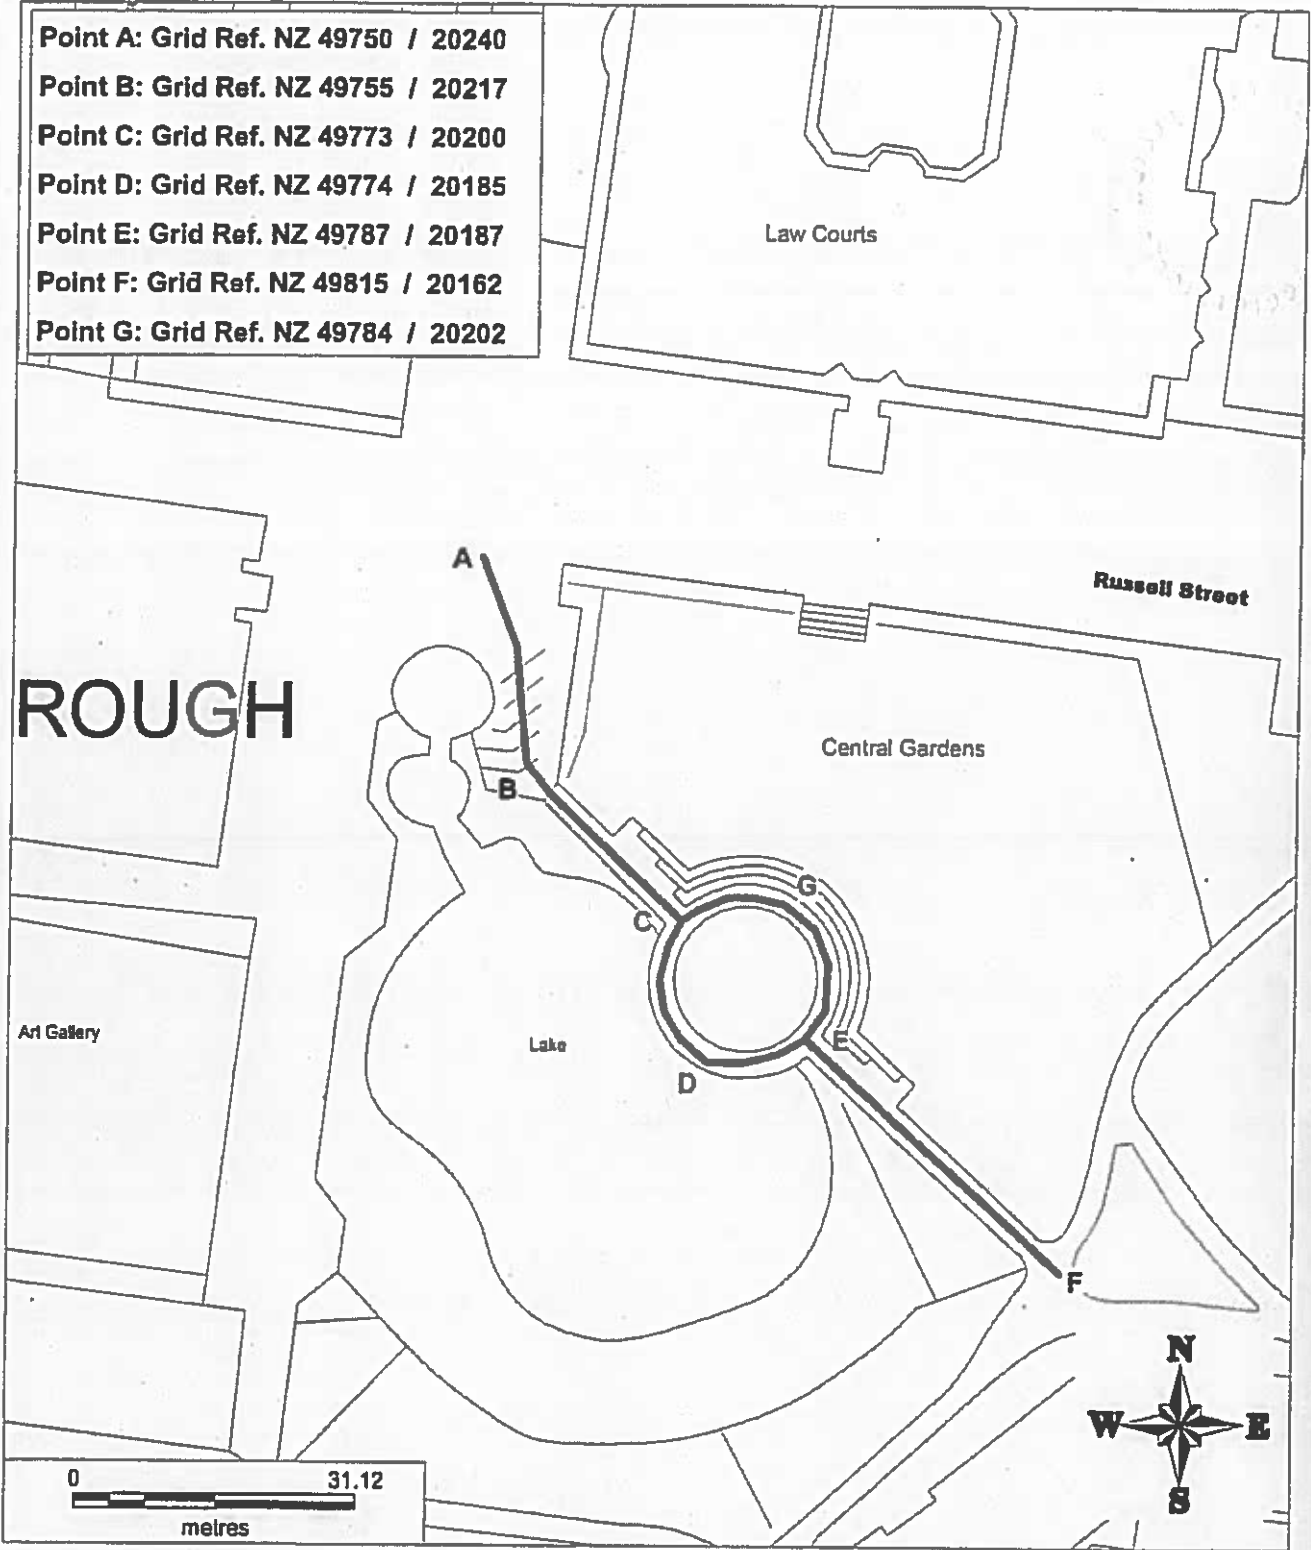 Point A: Grid Ref. NZ 49750 / 20240
Point B: Grid Ref. NZ 49755 / 20217
Point C: Grid Ref. NZ 49773 / 20200
Point D: Grid Ref. NZ 49774 / 20185
Point E: Grid Ref. NZ 49787 / 20187
Point F: Grid Ref. NZ 49815 / 20162
Point G: Grid Ref. NZ 49784 / 20202
Law Courts
A
Russell Street
ROUGH
Central Gardens
B
G
C
Art Gallery
Lake
E
D
F
N
W E
S
0 31.12
metres